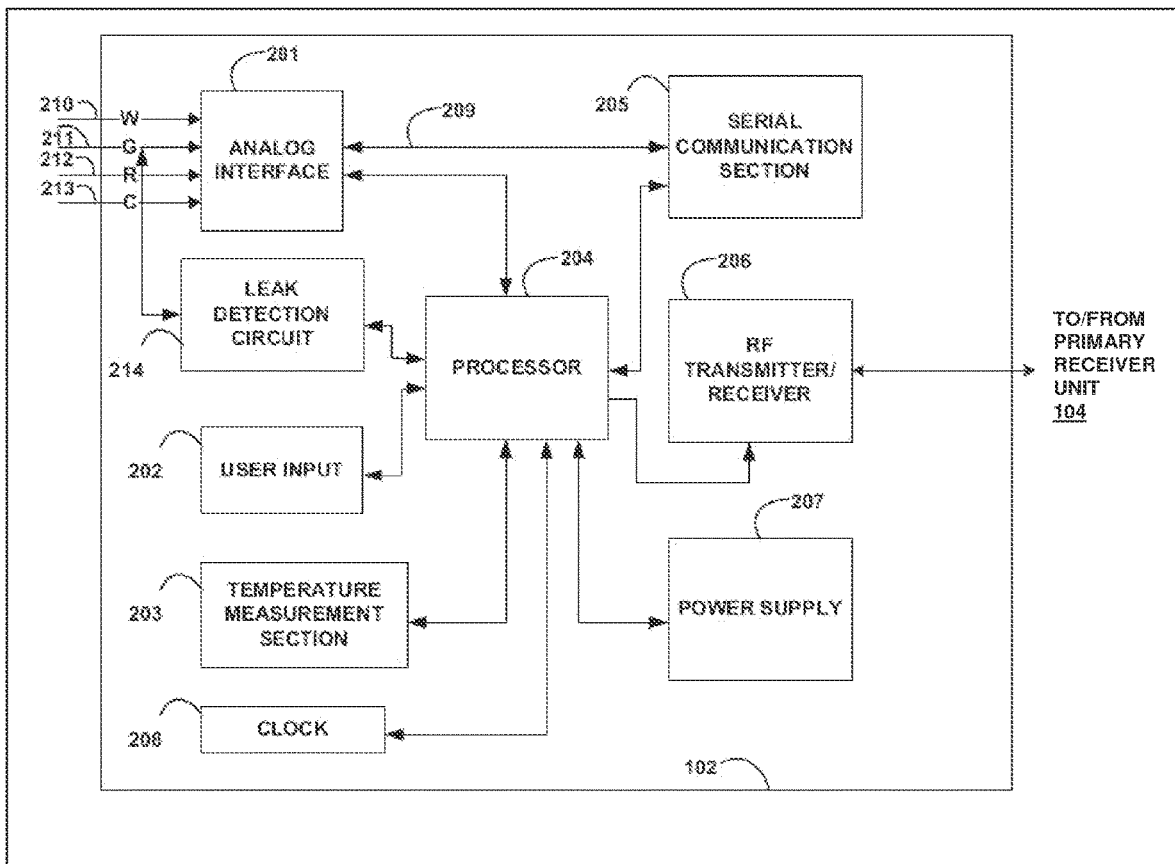 201
210
W
211
G
212
R
213
C
ANALOG
INTERFACE
209
205
SERIAL
COMMUNICATION
SECTION
LEAK
DETECTION
CIRCUIT
214
204
PROCESSOR
206
RF
TRANSMITTER/
RECEIVER
TO/FROM
PRIMARY
RECEIVER
UNIT
104
202
USER INPUT
207
POWER SUPPLY
203
TEMPERATURE
MEASUREMENT
SECTION
208
CLOCK
102